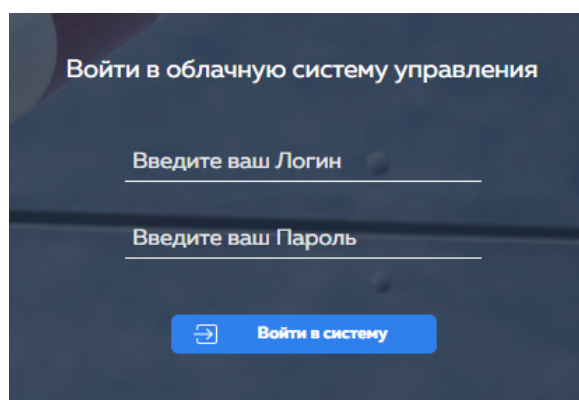 Войти в облачную систему управления
Введите ваш Логин
Введите ваш Пароль
Войти в систему